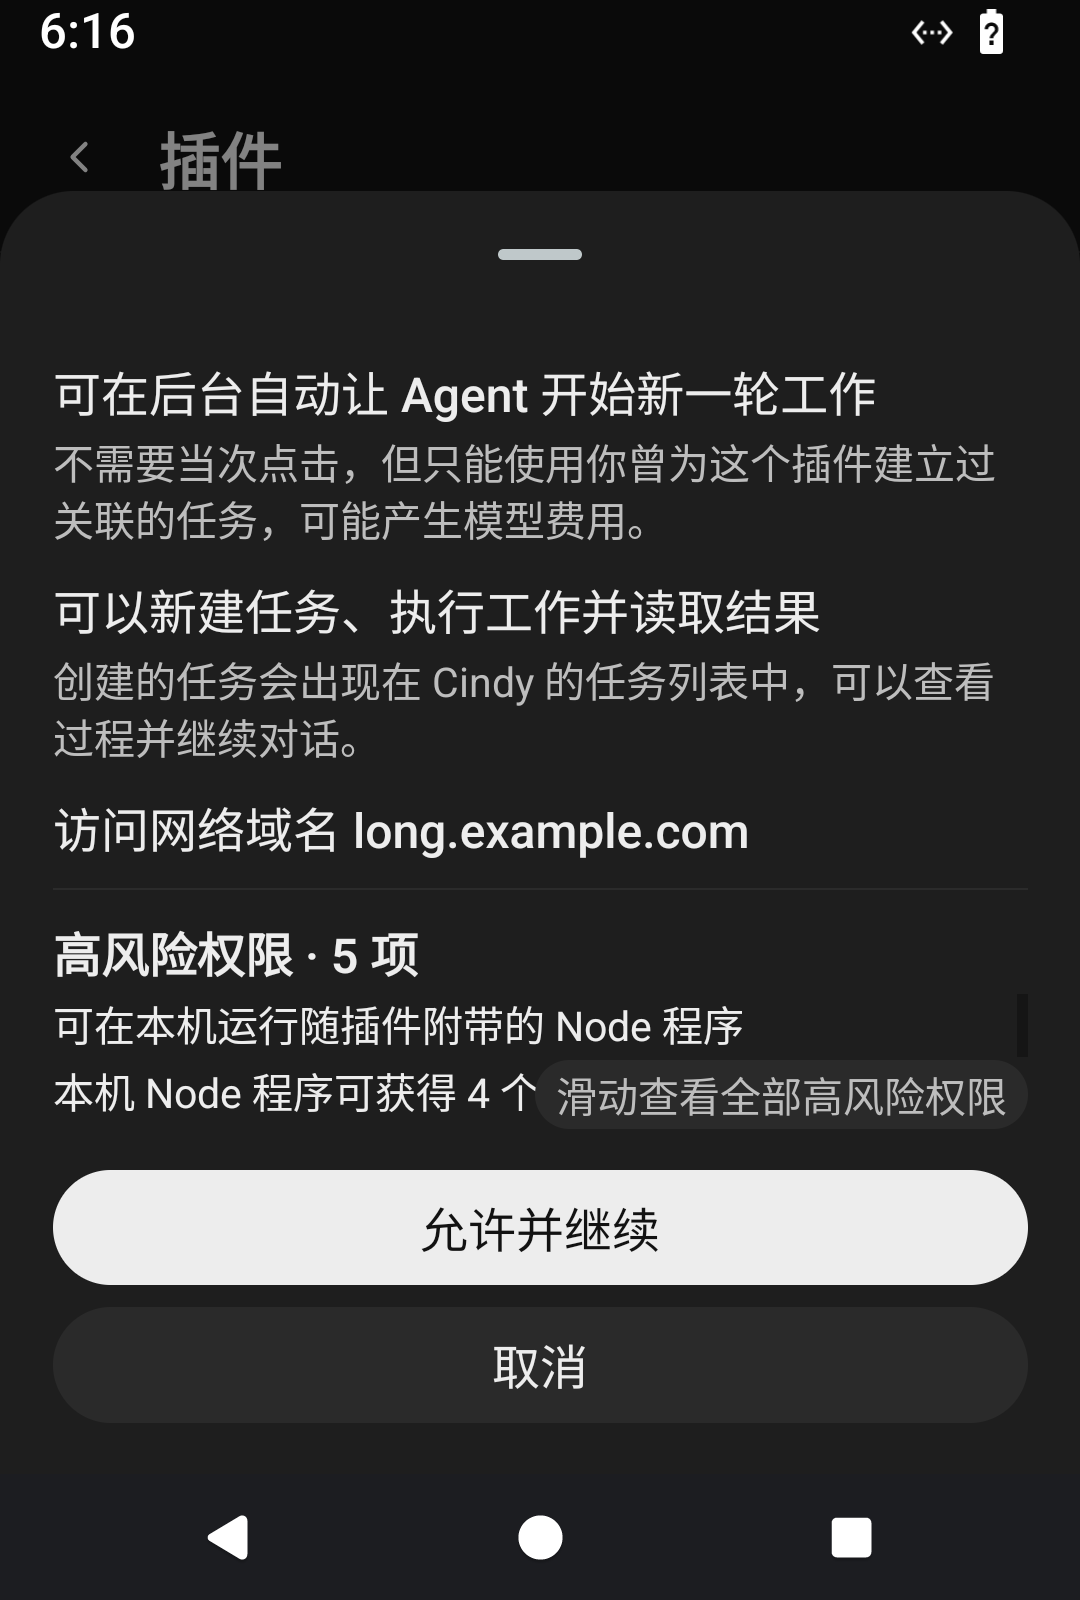 6:16
插件
可在后台自动让 Agent 开始新一轮工作
不需要当次点击，但只能使用你曾为这个插件建立过
关联的任务，可能产生模型费用。
可以新建任务、执行工作并读取结果
创建的任务会出现在 Cindy 的任务列表中，可以查看
过程并继续对话。
访问网络域名 long.example.com
高风险权限 · 5 项
可在本机运行随插件附带的 Node 程序
本机 Node 程序可获得 4 个
滑动查看全部高风险权限
允许并继续
取消